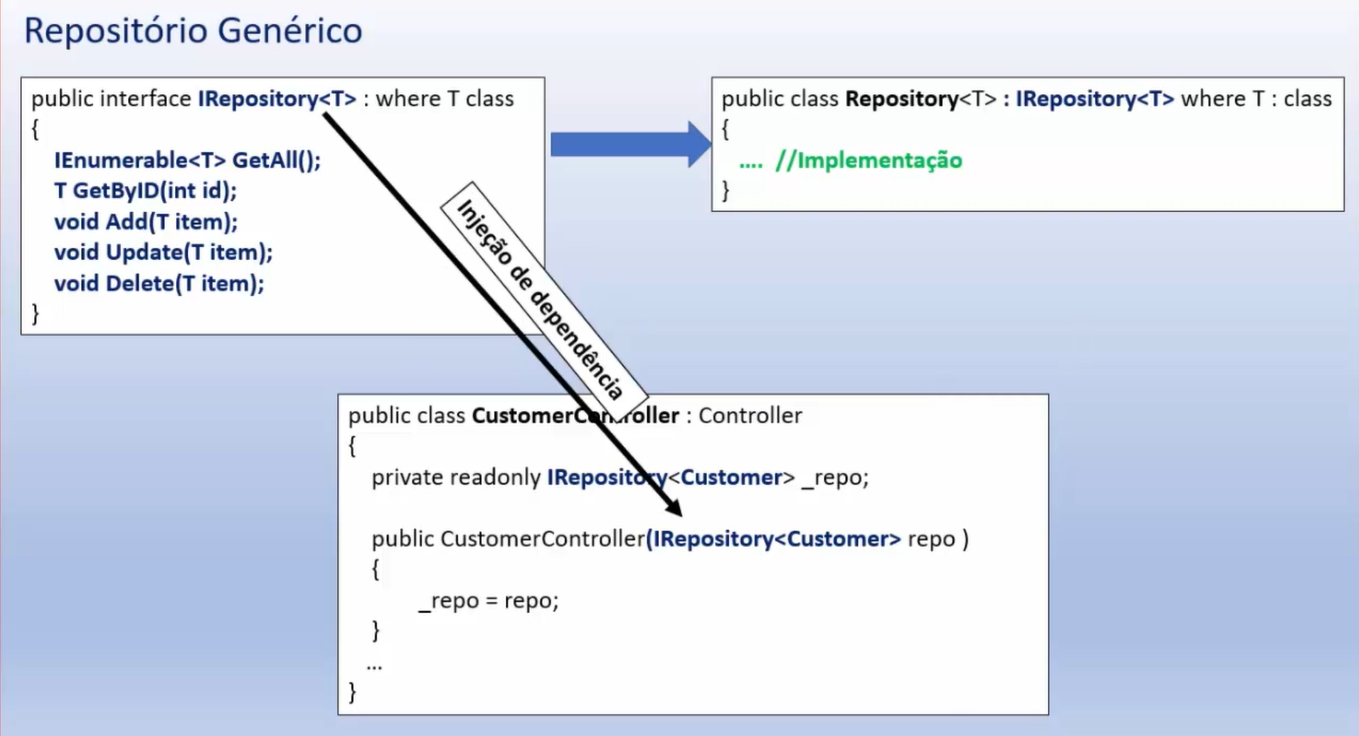 Repositório Genérico
public interface IRepository<T> : where T class
{
IEnumerable<T> GetAll();
T GetByID(int id);
void Add(T item);
void Update(T item);
void Delete(T item);
}
public class Repository<T> : IRepository<T> where T : class
{
.... //Implementação
}
Injeção de dependência
public class CustomerController : Controller
{
private readonly IRepository<Customer> _repo;
public CustomerController(IRepository<Customer> repo )
{
_repo = repo;
}
...
}